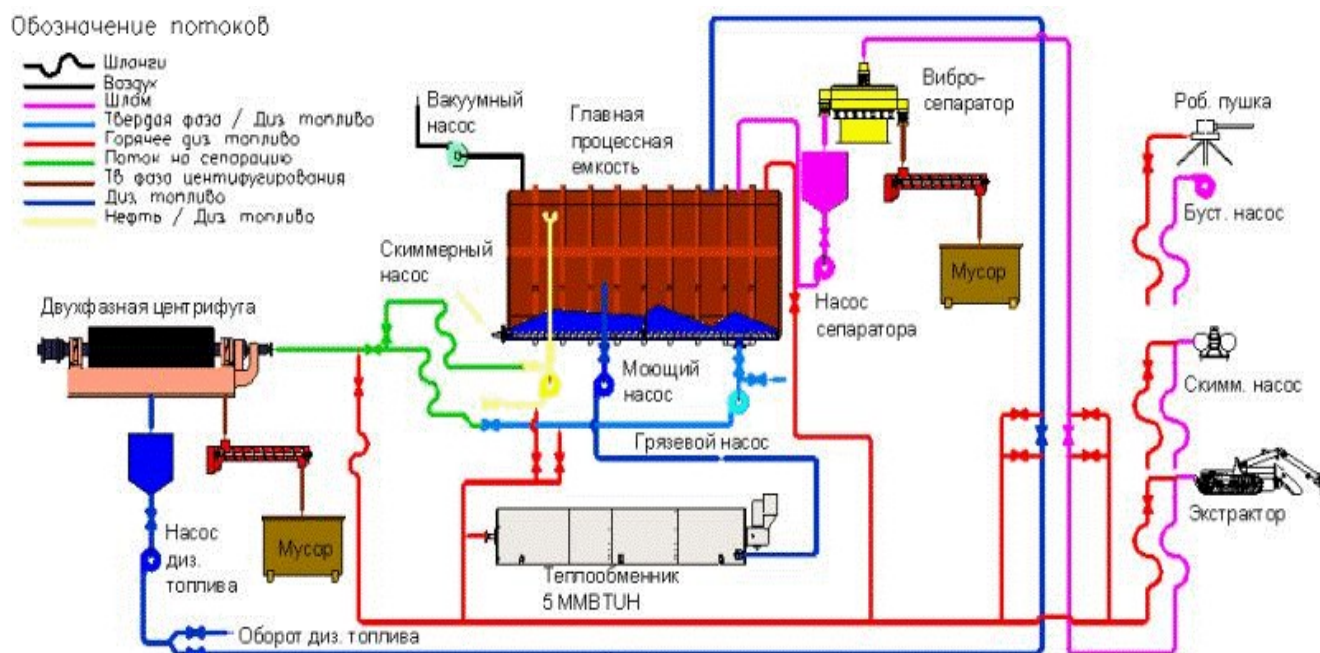 Обозначение потоков
Шланги
Воздух
Шлам
Твердая фаза / Диз. топливо
Горячее диз. топливо
Поток на сепарацию
Тв фаза центифугирования
Диз. топливо
Нефть / Диз. топливо
Вакуумный
насос
Главная
процессная
емкость
Вибро-
сепаратор
Роб. пушка
Буст. насос
Скиммерный
насос
Мусор
Насос
сепаратора
Двухфазная центрифуга
Моющий
насос
Скимм. насос
Грязевой насос
Экстрактор
Насос
диз.
топлива
Мусор
Теплообменник
5 MMBTUH
Оборот диз. топлива